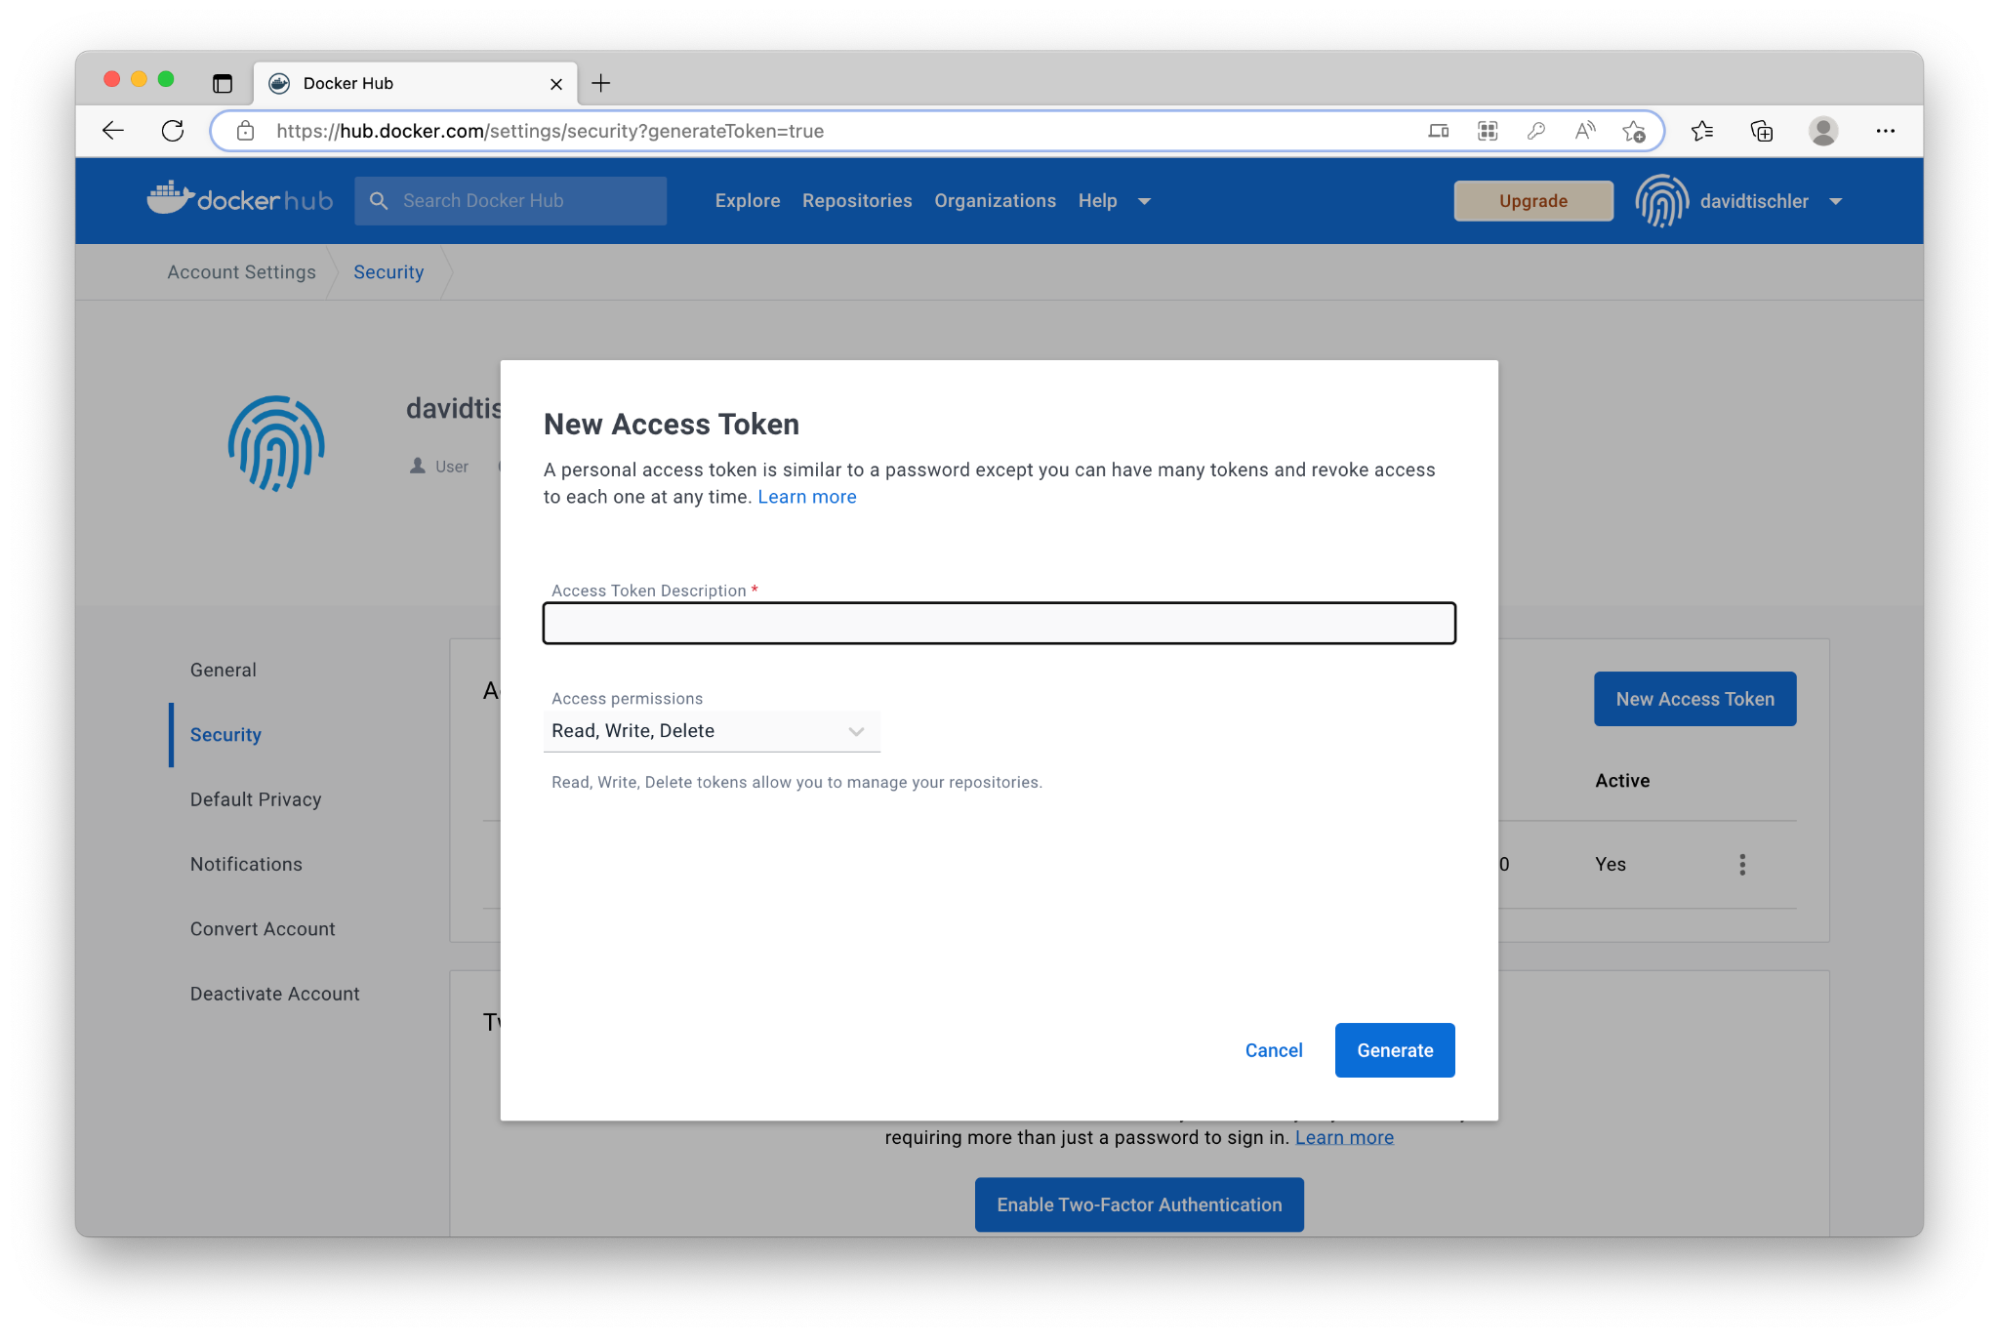 Docker Hub
https://hub.docker.com/settings/security?generateToken=true
dockerhub
Search Docker Hub
Explore
Repositories
Organizations
Help
Upgrade
davidtischler
Account Settings
Security
davidtis
User
New Access Token
A personal access token is similar to a password except you can have many tokens and revoke access
to each one at any time. Learn more
Access Token Description *
Access permissions
Read, Write, Delete
Read, Write, Delete tokens allow you to manage your repositories.
Cancel
Generate
General
Security
Default Privacy
Notifications
Convert Account
Deactivate Account
New Access Token
Active
0
Yes
requiring more than just a password to sign in. Learn more
Enable Two-Factor Authentication